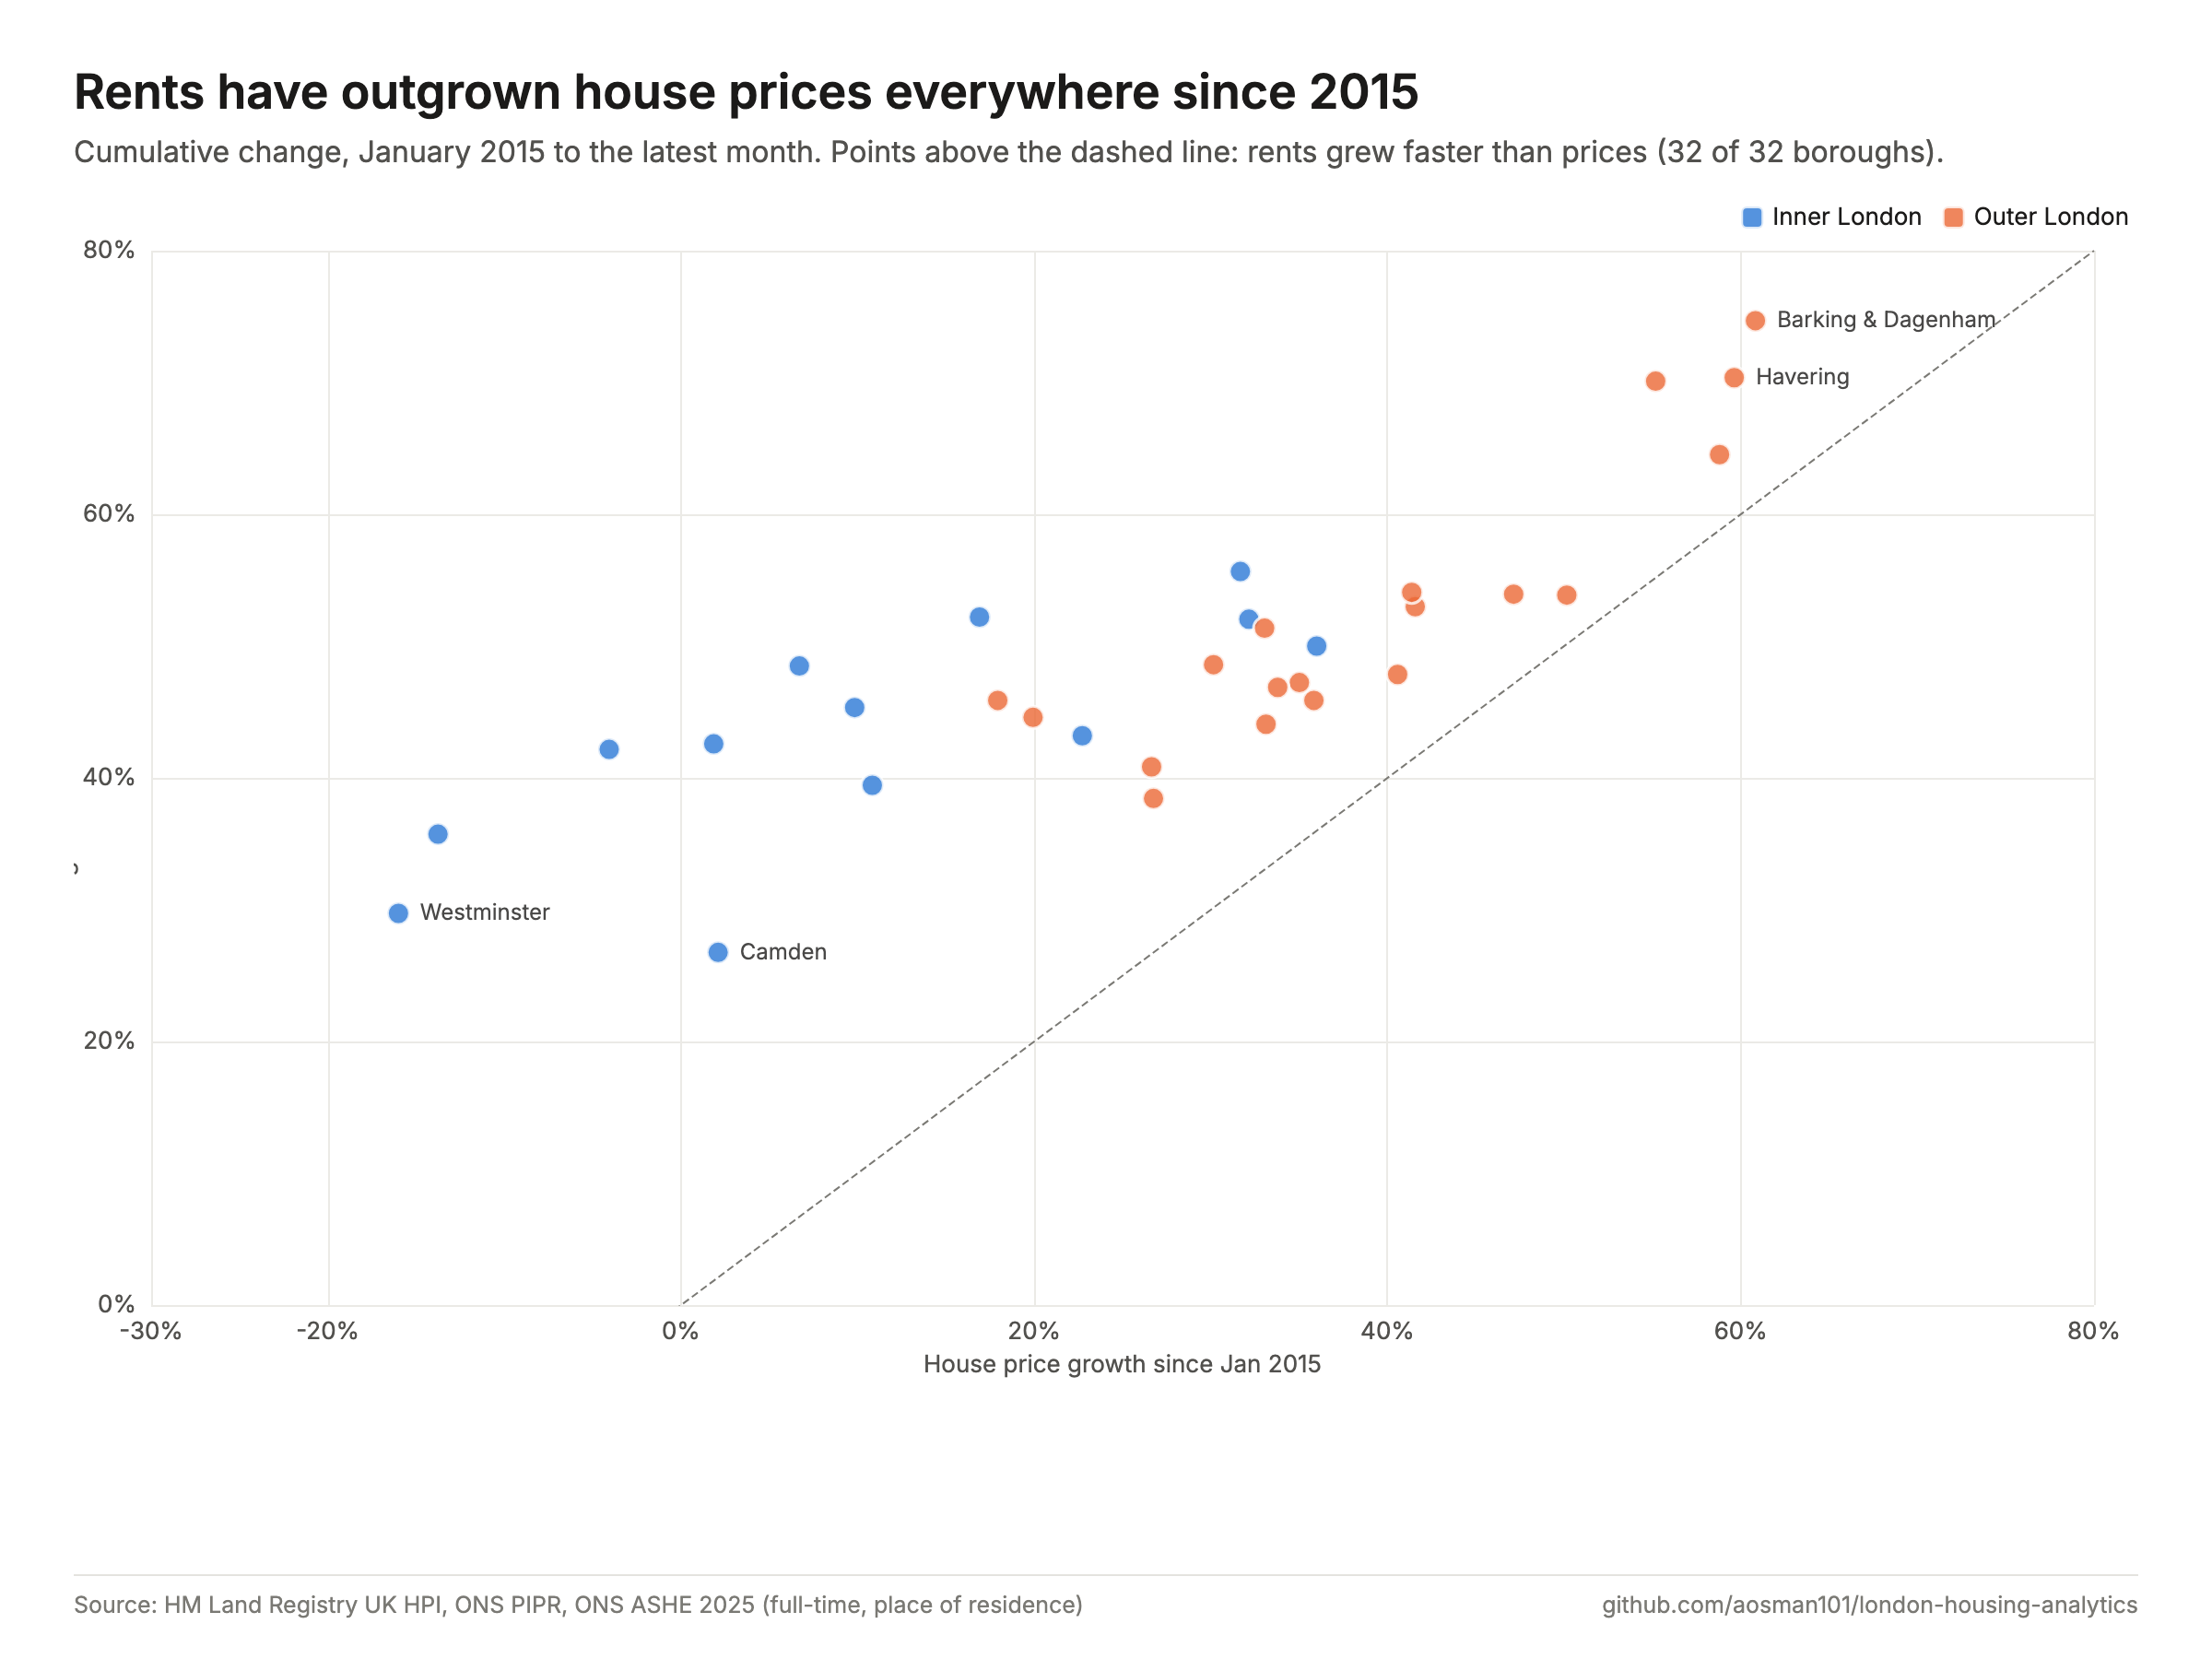 Rents have outgrown house prices everywhere since 2015
Cumulative change, January 2015 to the latest month. Points above the dashed line: rents grew faster than prices (32 of 32 boroughs).
Inner London Outer London
80%
Barking & Dagenham
Havering
60%
40%
Westminster
Camden
20%
0%
-30% -20% 0% 20% 40% 60% 80%
House price growth since Jan 2015
Source: HM Land Registry UK HPI, ONS PIPR, ONS ASHE 2025 (full-time, place of residence)
github.com/aosman101/london-housing-analytics